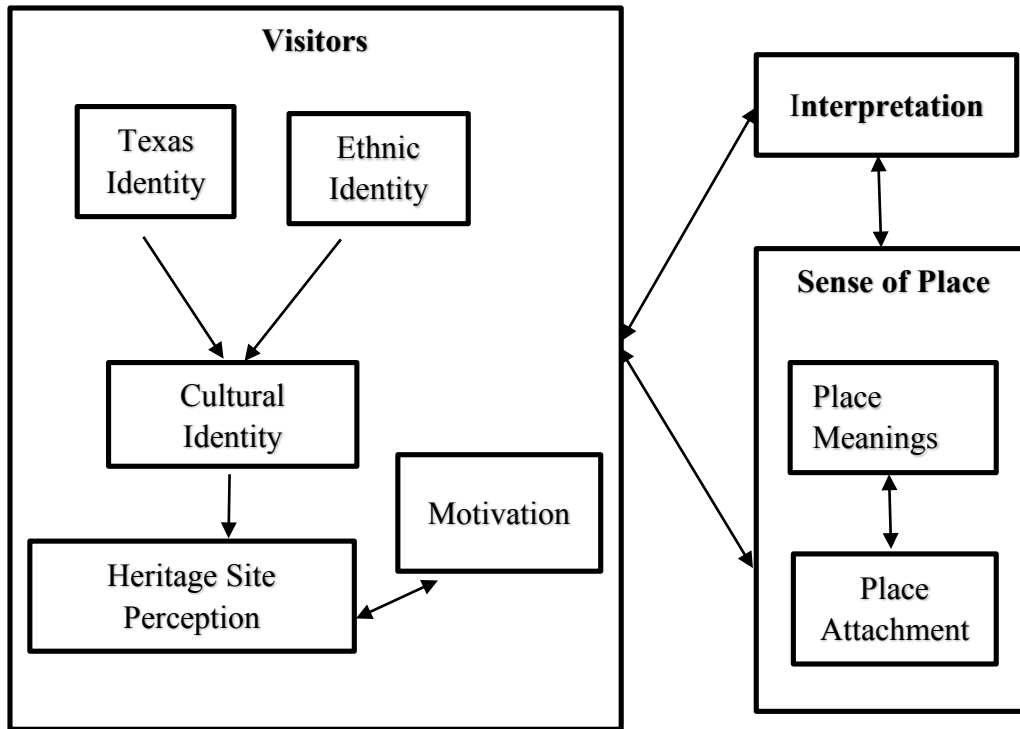 Visitors
Texas
Identity
Ethnic
Identity
Cultural
Identity
Motivation
Heritage Site
Perception
Interpretation
Sense of Place
Place
Meanings
Place
Attachment